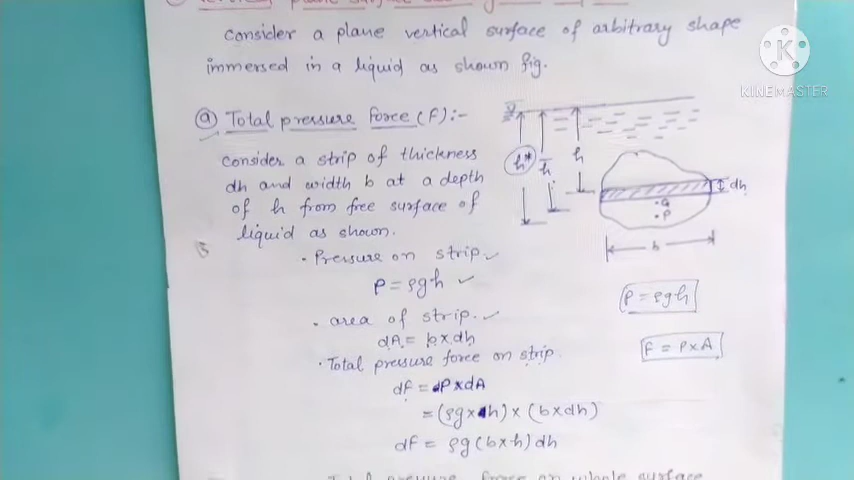 Consider a plane vertical surface of arbitrary shape
immersed in a liquid as shown fig.
ⓐ Total pressure force (F):-
Consider a strip of thickness
dh and width b at a depth
of h from free surface of
liquid as shown.
• Pressure on strip.
P = ρgh
• area of strip.
dA = b×dh
• Total pressure force on strip.
dF = P×dA
= (ρg×h)×(b×dh)
dF = ρg(b×h)dh
h*
h̄
h
dh
G
P
b
P = ρgh
F = P×A
K
KINEMASTER